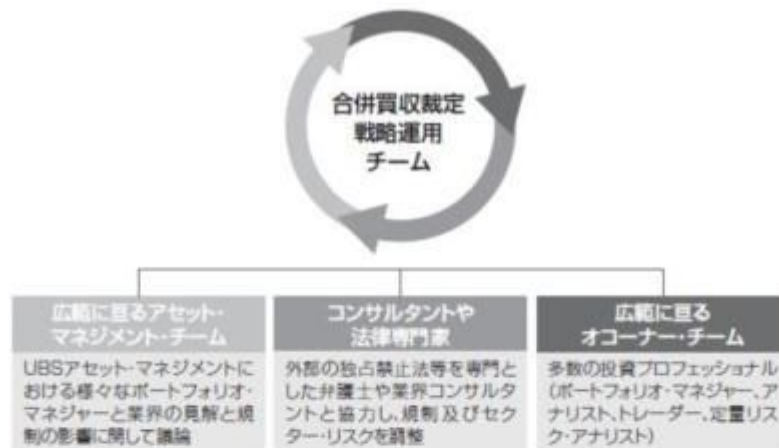 合併買収裁定
戦略運用
チーム
広範に亘るアセット・
マネジメント・チーム
UBSアセット・マネジメントに
おける様々なポートフォリオ・
マネジャーと業界の見解と規
制の影響に関して議論
コンサルタントや
法律専門家
外部の独占禁止法等を専門と
した弁護士や業界コンサルタ
ントと協力し、規制及びセク
ター・リスクを調整
広範に亘る
オコーナー・チーム
多数の投資プロフェッショナル
（ポートフォリオ・マネジャー、ア
ナリスト、トレーダー、定量リス
ク・アナリスト）